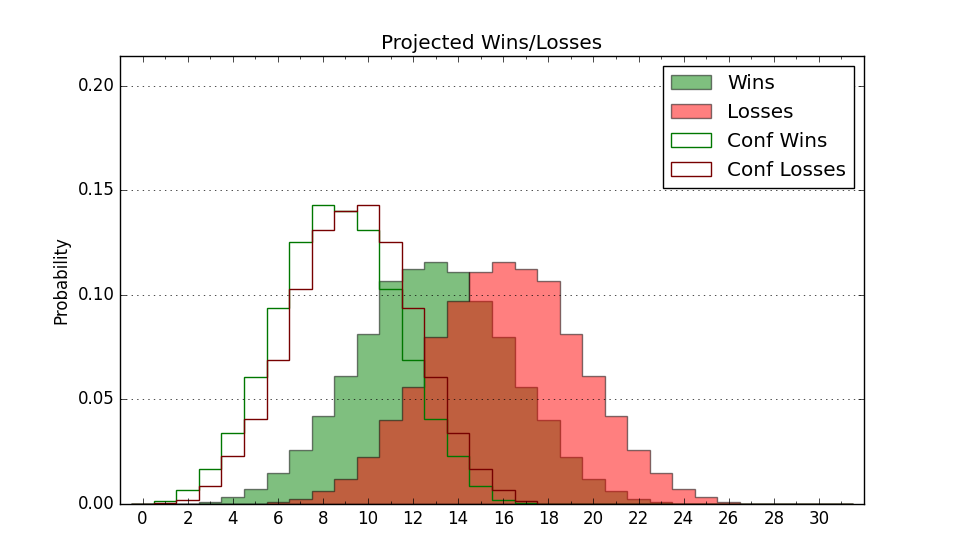 Projected Wins/Losses
Wins
Losses
Conf Wins
Conf Losses
Probability
0.20
0.15
0.10
0.05
0.00
0 2 4 6 8 10 12 14 16 18 20 22 24 26 28 30